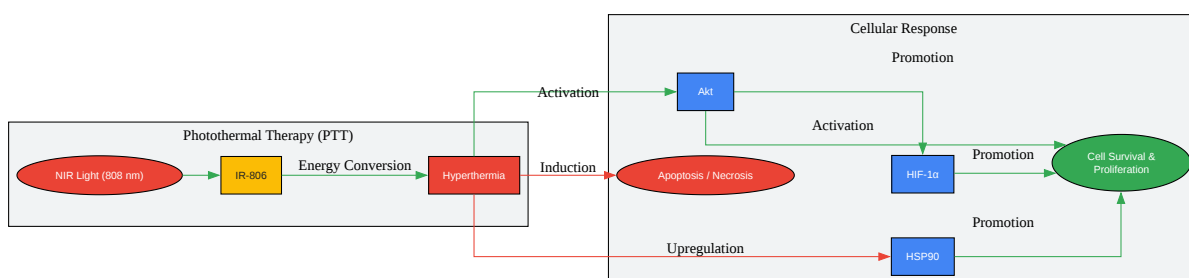 Cellular Response
Promotion
Activation
Akt
Activation
Photothermal Therapy (PTT)
NIR Light (808 nm)
IR-806
Energy Conversion
Hyperthermia
Induction
Apoptosis / Necrosis
HIF-1α
Promotion
Cell Survival &
Proliferation
Promotion
Upregulation
HSP90